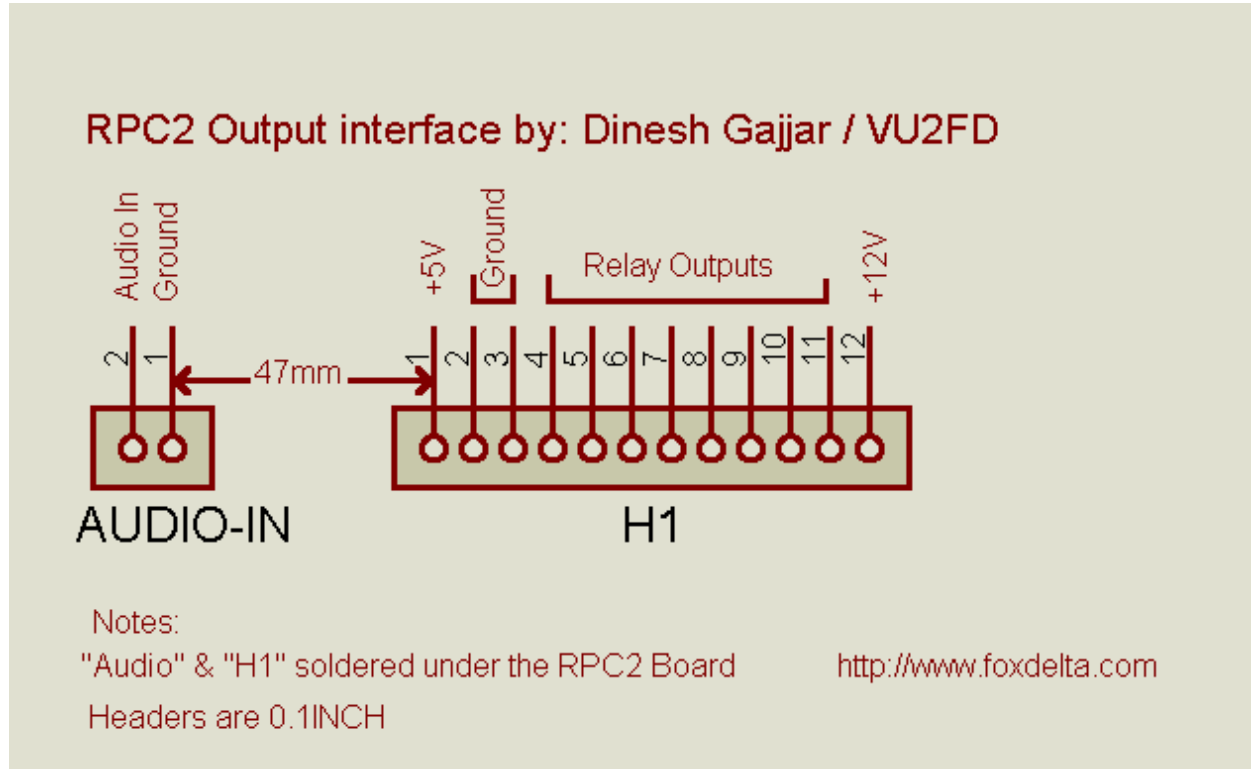 RPC2 Output interface by: Dinesh Gajjar / VU2FD
Audio In
Ground
+5V
Ground
Relay Outputs
+12V
2
1
47mm
1
2
3
4
5
6
7
8
9
10
11
12
AUDIO-IN
H1
Notes:
"Audio" & "H1" soldered under the RPC2 Board
http://www.foxdelta.com
Headers are 0.1INCH